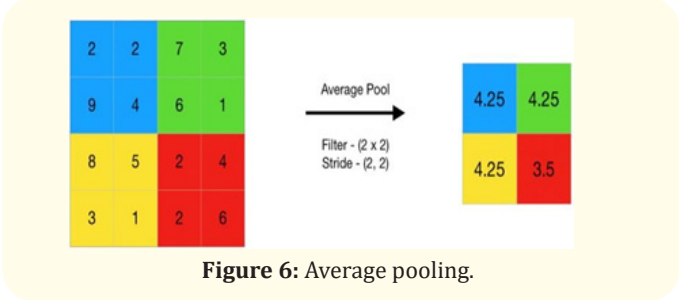 2 2 7 3
9 4 6 1
8 5 2 4
3 1 2 6
Average Pool
Filter - (2 x 2)
Stride - (2, 2)
4.25 4.25
4.25 3.5
Figure 6: Average pooling.